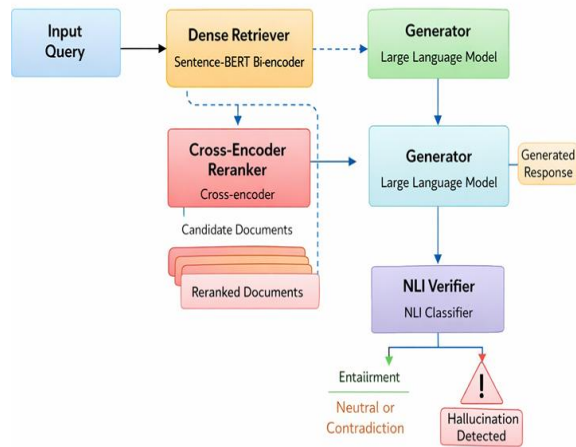 Input
Query
Dense Retriever
Sentence-BERT Bi-encoder
Generator
Large Language Model
Cross-Encoder
Reranker
Cross-encoder
Generator
Large Language Model
Generated
Response
Candidate Documents
Reranked Documents
NLI Verifier
NLI Classifier
Entaiirment
Neutral or
Contradiction
!
Hallucination
Detected